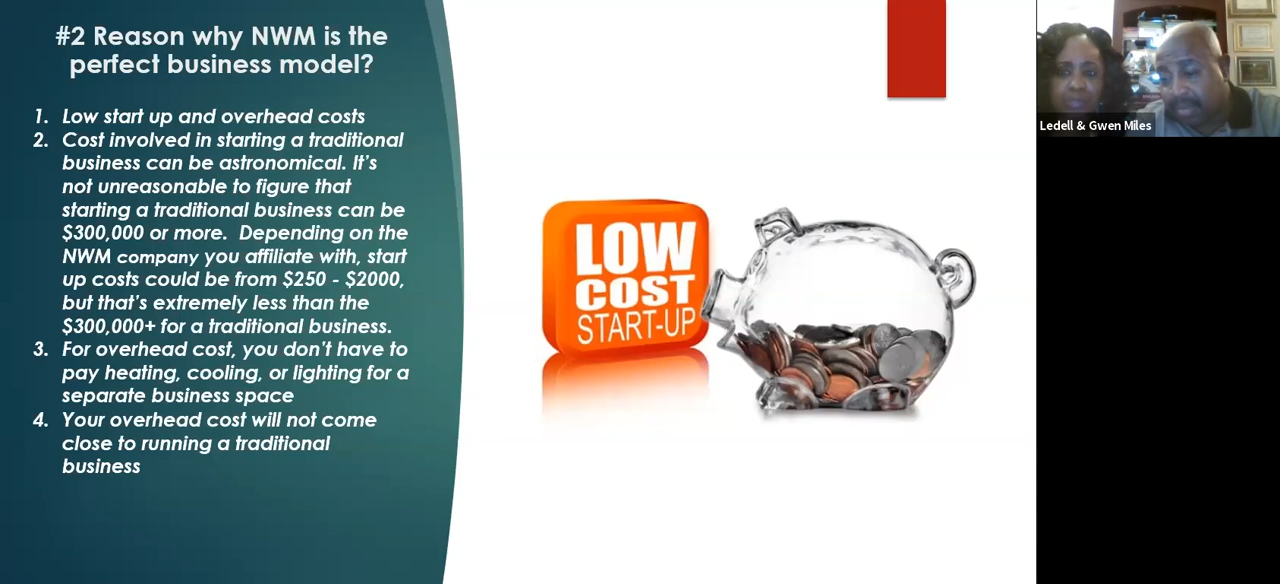 #2 Reason why NWM is the
perfect business model?
1. Low start up and overhead costs
2. Cost involved in starting a traditional
business can be astronomical. It's
not unreasonable to figure that
starting a traditional business can be
$300,000 or more. Depending on the
NWM company you affiliate with, start
up costs could be from $250 - $2000,
but that's extremely less than the
$300,000+ for a traditional business.
3. For overhead cost, you don't have to
pay heating, cooling, or lighting for a
separate business space
4. Your overhead cost will not come
close to running a traditional
business
LOW
COST
START-UP
Ledell & Gwen Miles